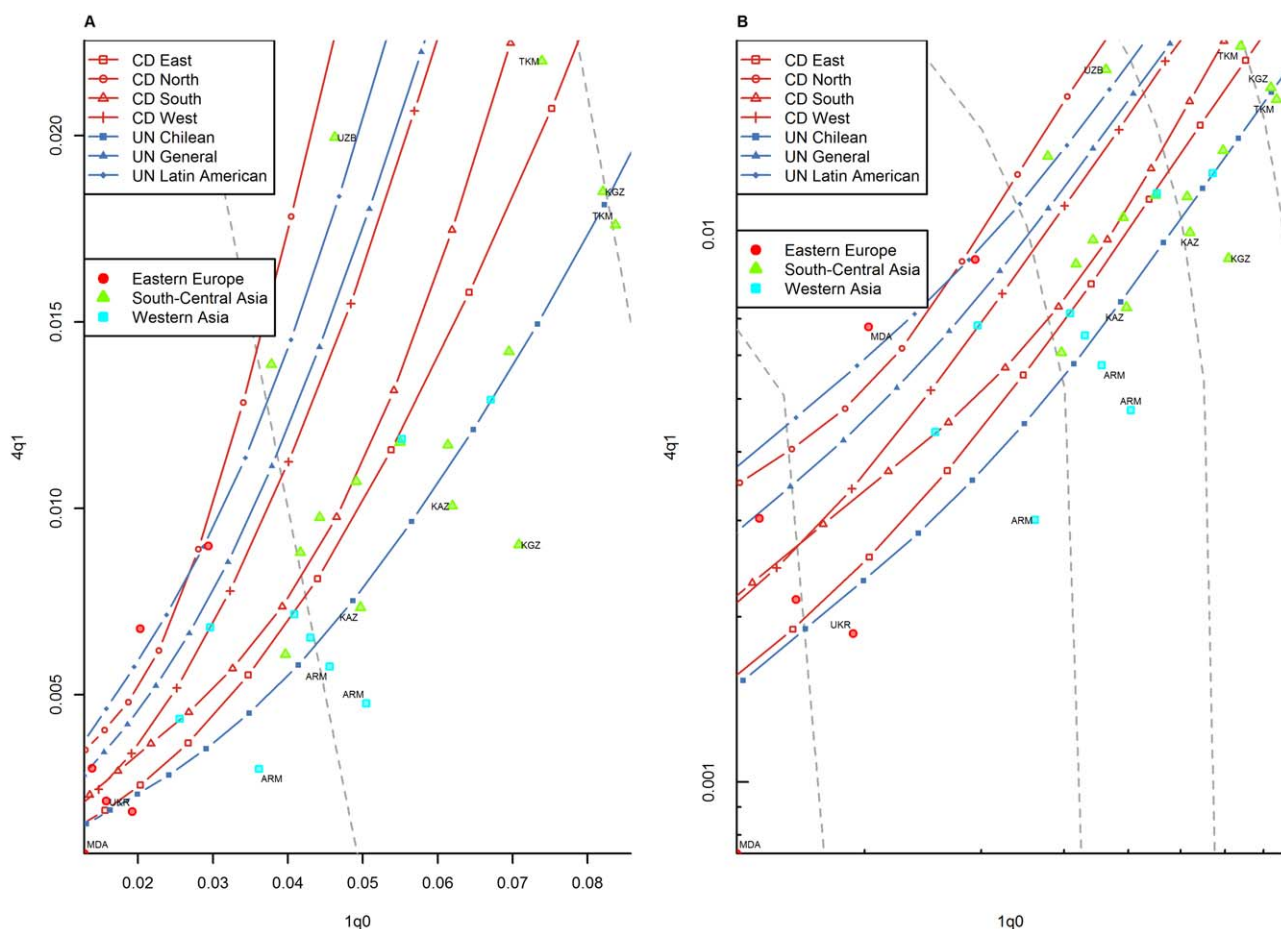 A
CD East
CD North
CD South
CD West
UN Chilean
UN General
UN Latin American
Eastern Europe
South-Central Asia
Western Asia
TKM
UZB
KGZ
TKM
KAZ
KGZ
KAZ
ARM
ARM
ARM
UKR
MDA
0.020
0.015
0.010
0.005
4q1
0.02 0.03 0.04 0.05 0.06 0.07 0.08
1q0
B
CD East
CD North
CD South
CD West
UN Chilean
UN General
UN Latin American
Eastern Europe
South-Central Asia
Western Asia
TKM
UZB
KGZ
TKM
KAZ
KGZ
KAZ
MDA
ARM
ARM
ARM
UKR
MDA
0.01
0.001
4q1
1q0